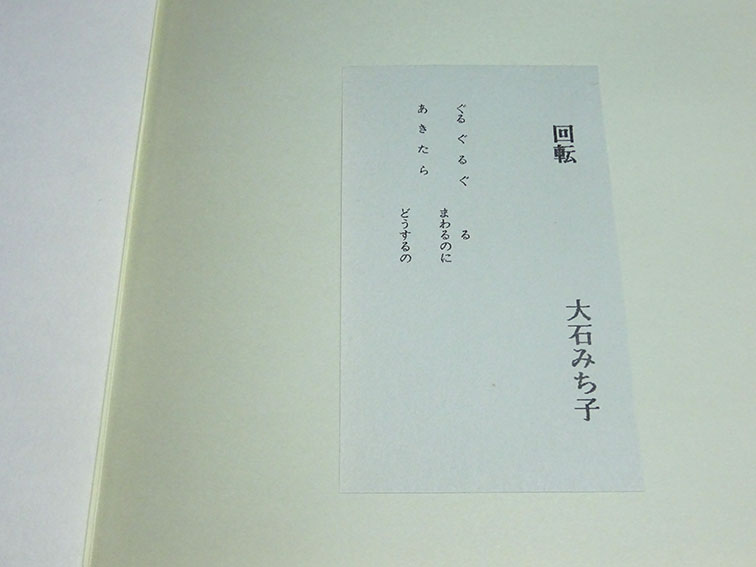 回転
大石みち子
ぐるぐるぐ
る
まわるのに
あきたら
どうするの